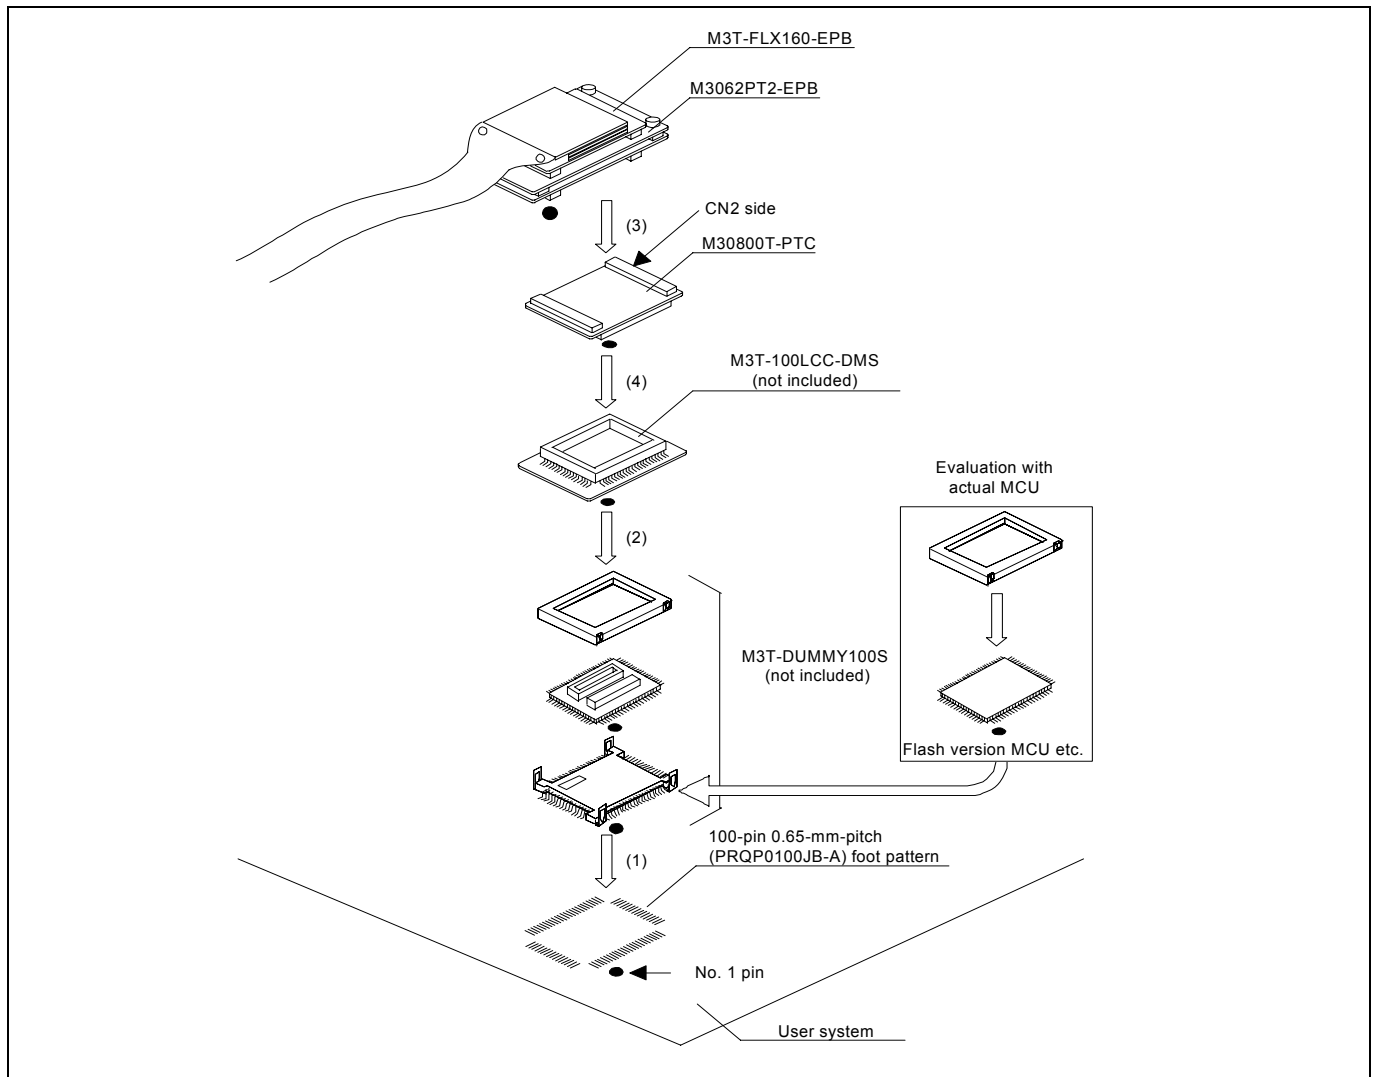 M3T-FLX160-EPB
M3062PT2-EPB
(3)
CN2 side
M30800T-PTC
(4)
M3T-100LCC-DMS
(not included)
(2)
Evaluation with
actual MCU
Flash version MCU etc.
M3T-DUMMY100S
(not included)
(1)
100-pin 0.65-mm-pitch
(PRQP0100JB-A) foot pattern
No. 1 pin
User system